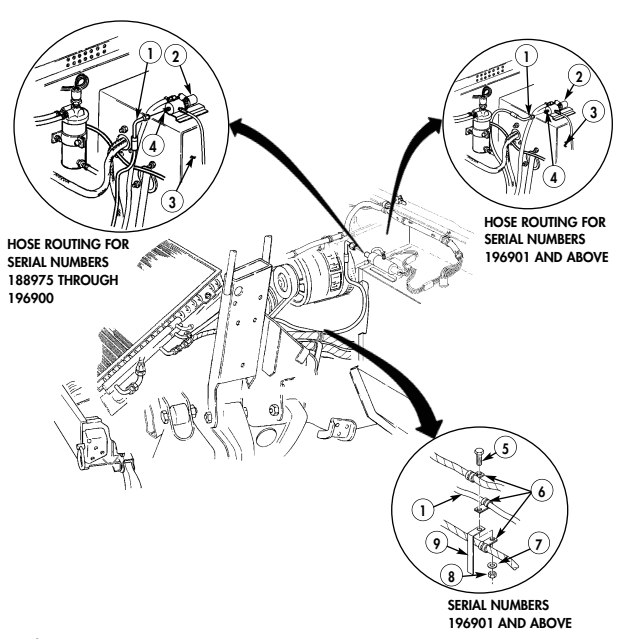 1
2
4
3
HOSE ROUTING FOR
SERIAL NUMBERS
188975 THROUGH
196900
1
2
3
4
HOSE ROUTING FOR
SERIAL NUMBERS
196901 AND ABOVE
5
6
1
9
7
8
SERIAL NUMBERS
196901 AND ABOVE